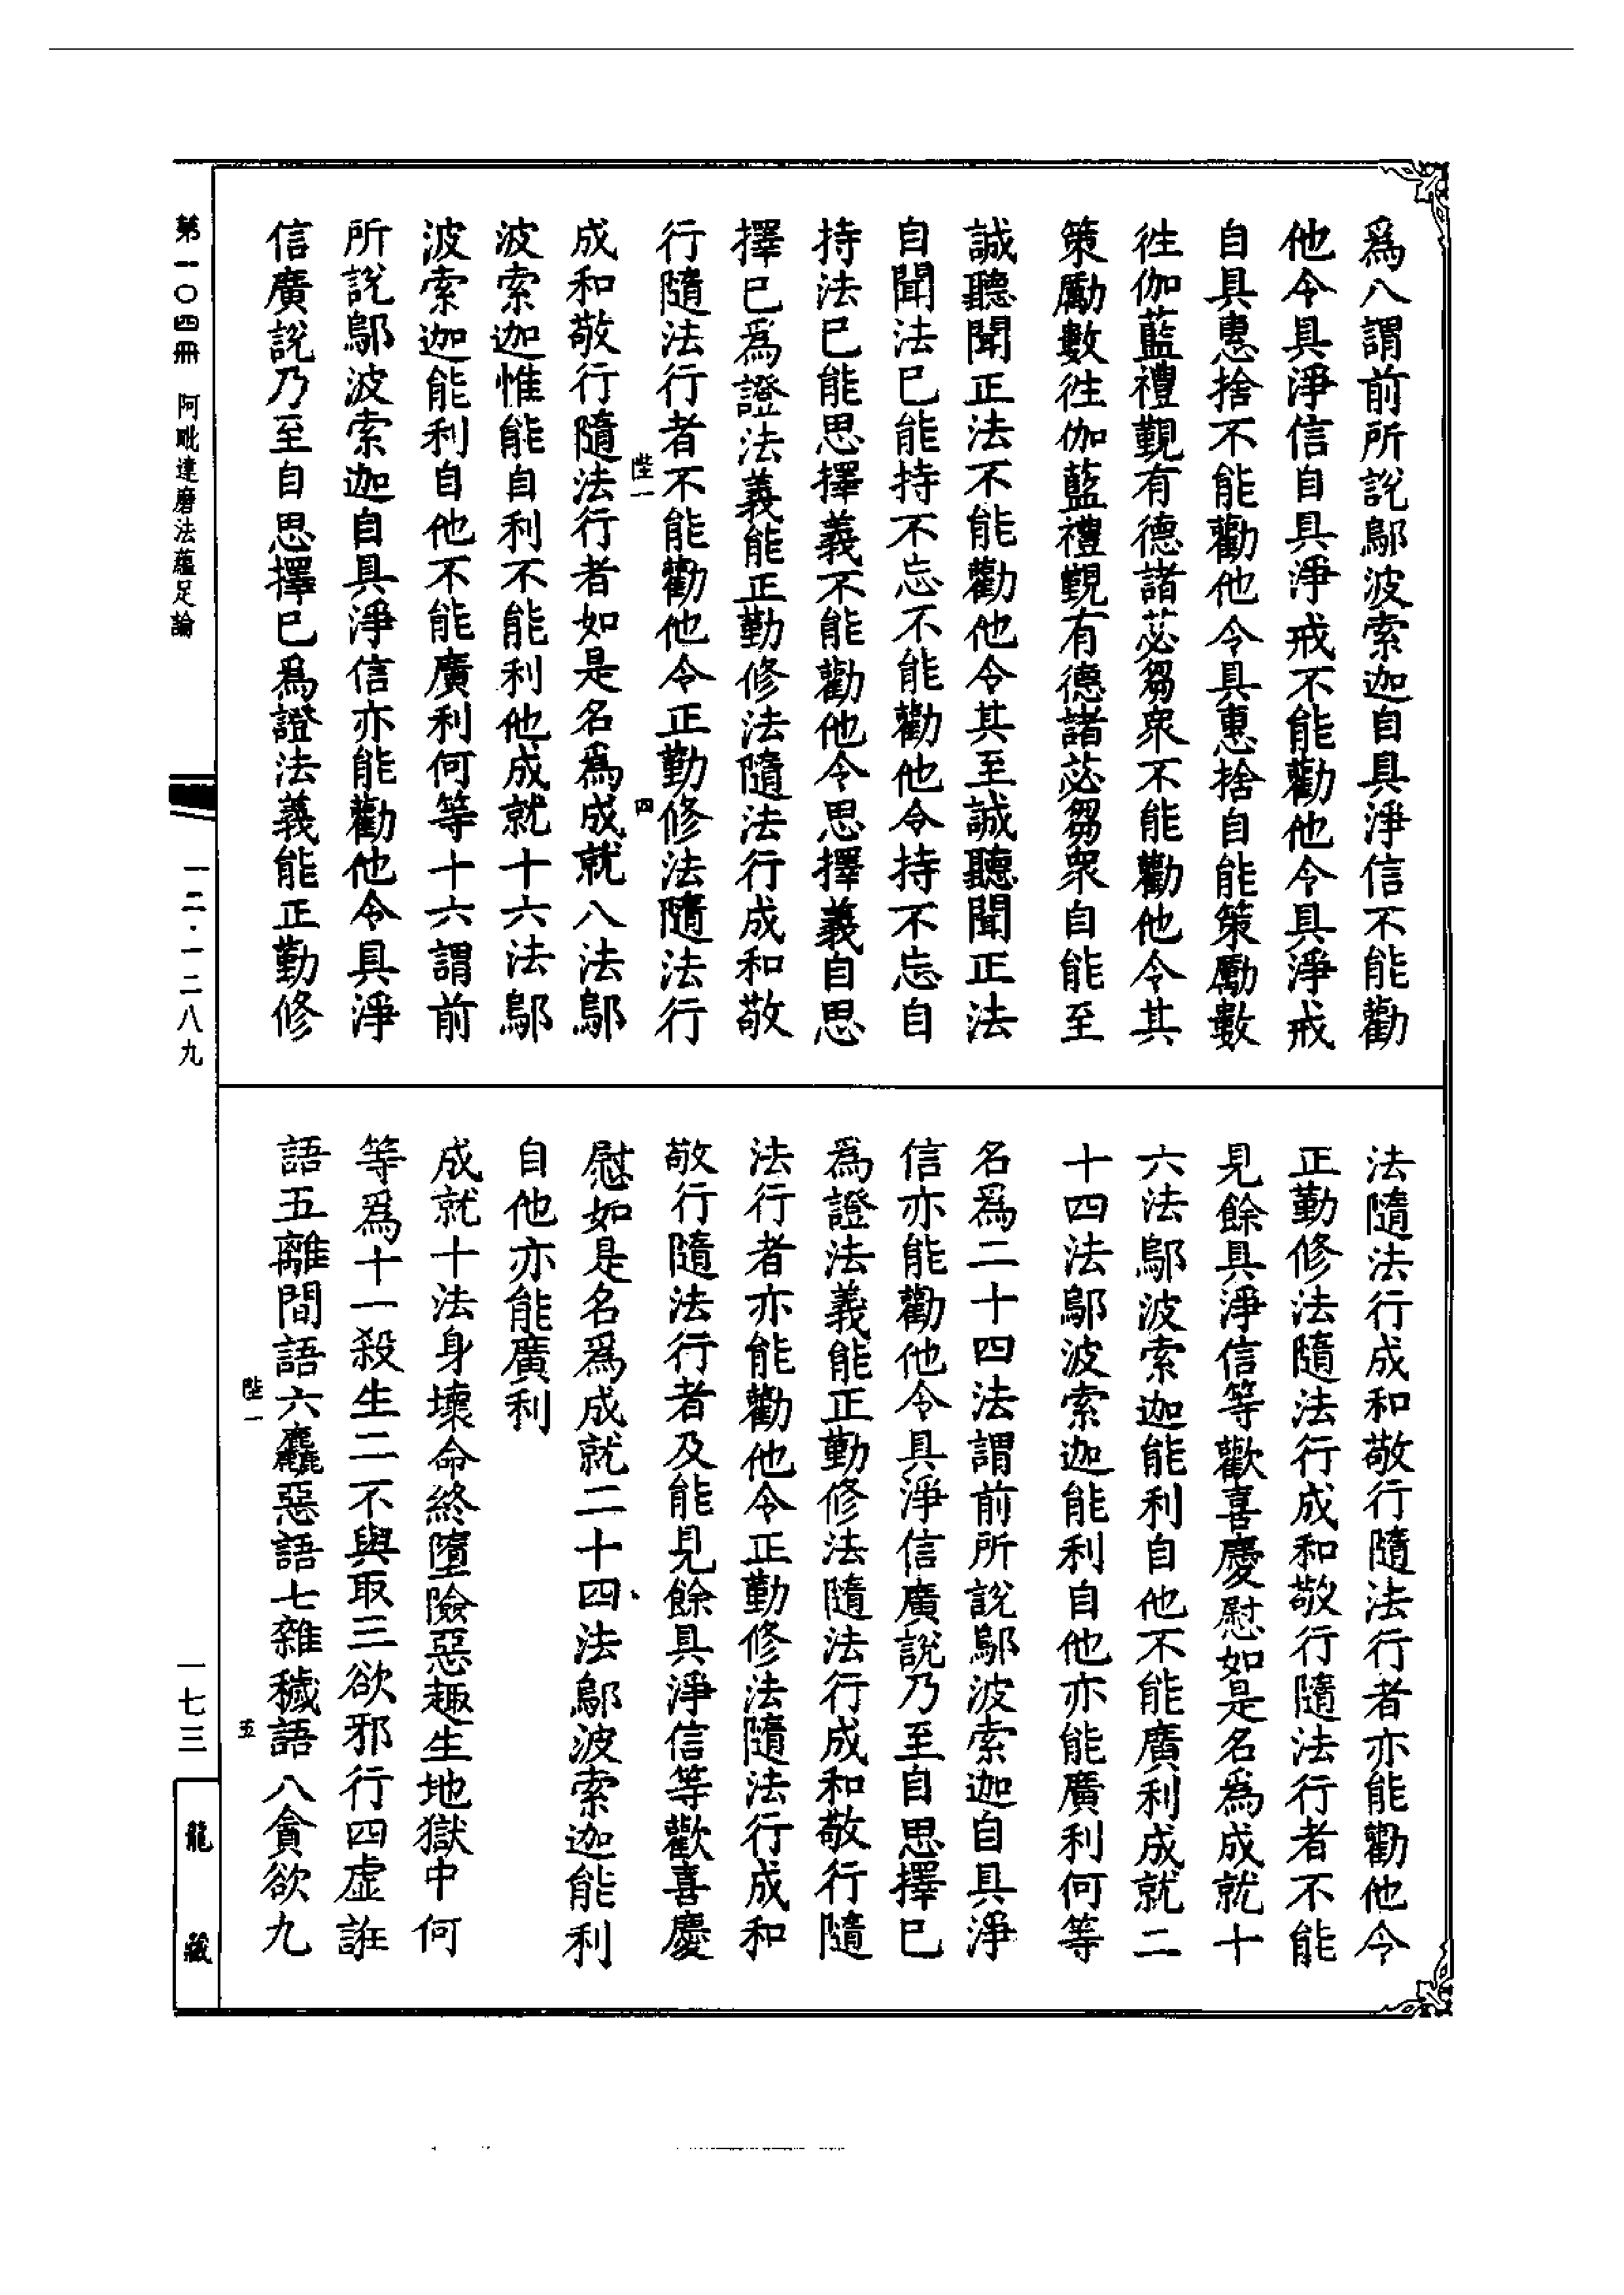 爲八謂前所說鄔波索迦自具淨信不能勸
他令具淨信自具淨戒不能勸他令具淨戒
自具惠捨不能勸他令具惠捨自能策勵數
徃伽藍禮覲有德諸苾芻衆不能勸他令其
策勵數徃伽藍禮覲有德諸苾芻衆自能至
誠聽聞正法不能勸他令其至誠聽聞正法
自聞法已能持不忘不能勸他令持不忘自
持法已能思擇義不能勸他令思擇義自思
擇已爲證法義能正勤修法隨法行成和敬
行隨法行者不能勸他令正勤修法隨法行
陛一
四
成和敬行隨法行者如是名爲成就八法鄔
波索迦惟能自利不能利他成就十六法鄔
波索迦能利自他不能廣利何等十六謂前
所說鄔波索迦自具淨信亦能勸他令具淨
信廣說乃至自思擇已爲證法義能正勤修
法隨法行成和敬行隨法行者亦能勸他令
正勤修法隨法行成和敬行隨法行者不能
見餘具淨信等歡喜慶慰如是名爲成就十
六法鄔波索迦能利自他不能廣利成就二
十四法鄔波索迦能利自他亦能廣利何等
名爲二十四法謂前所說鄔波索迦自具淨
信亦能勸他令具淨信廣說乃至自思擇已
爲證法義能正勤修法隨法行成和敬行隨
法行者亦能勸他令正勤修法隨法行成和
敬行隨法行者及能見餘具淨信等歡喜慶
慰如是名爲成就二十四法鄔波索迦能利
自他亦能廣利
成就十法身壞命終墮險惡趣生地獄中何
等爲十一殺生二不與取三欲邪行四虛誑
語五離間語六麤惡語七雜穢語八貪欲九
陛一
五
第一〇四冊 阿毗達磨法蘊足論
一二·一二八九
一七三
龍藏